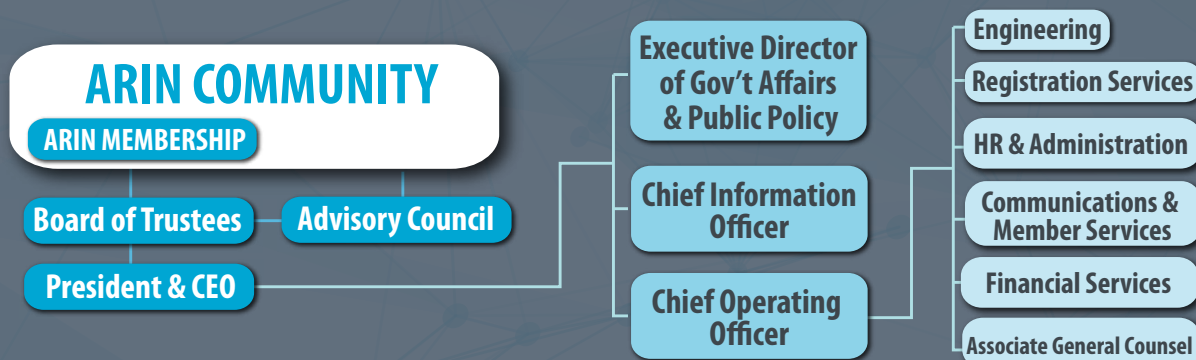 ARIN COMMUNITY
ARIN MEMBERSHIP
Board of Trustees
Advisory Council
President & CEO
Executive Director
of Gov't Affairs
& Public Policy
Chief Information
Officer
Chief Operating
Officer
Engineering
Registration Services
HR & Administration
Communications &
Member Services
Financial Services
Associate General Counsel